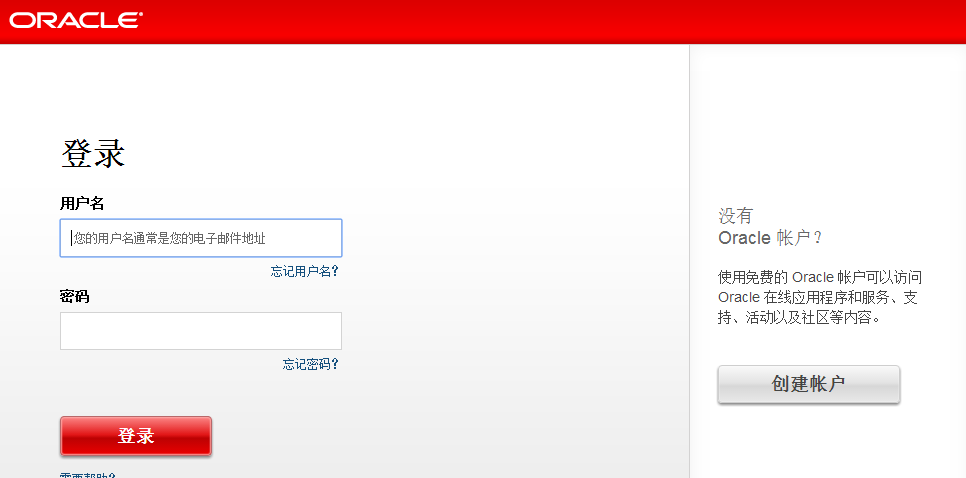 ORACLE®
登录
用户名
您的用户名通常是您的电子邮件地址
忘记用户名?
密码
忘记密码?
登录
需要帮助?
没有
Oracle 帐户?
使用免费的 Oracle 帐户可以访问
Oracle 在线应用程序和服务、支
持、活动以及社区等内容。
创建帐户